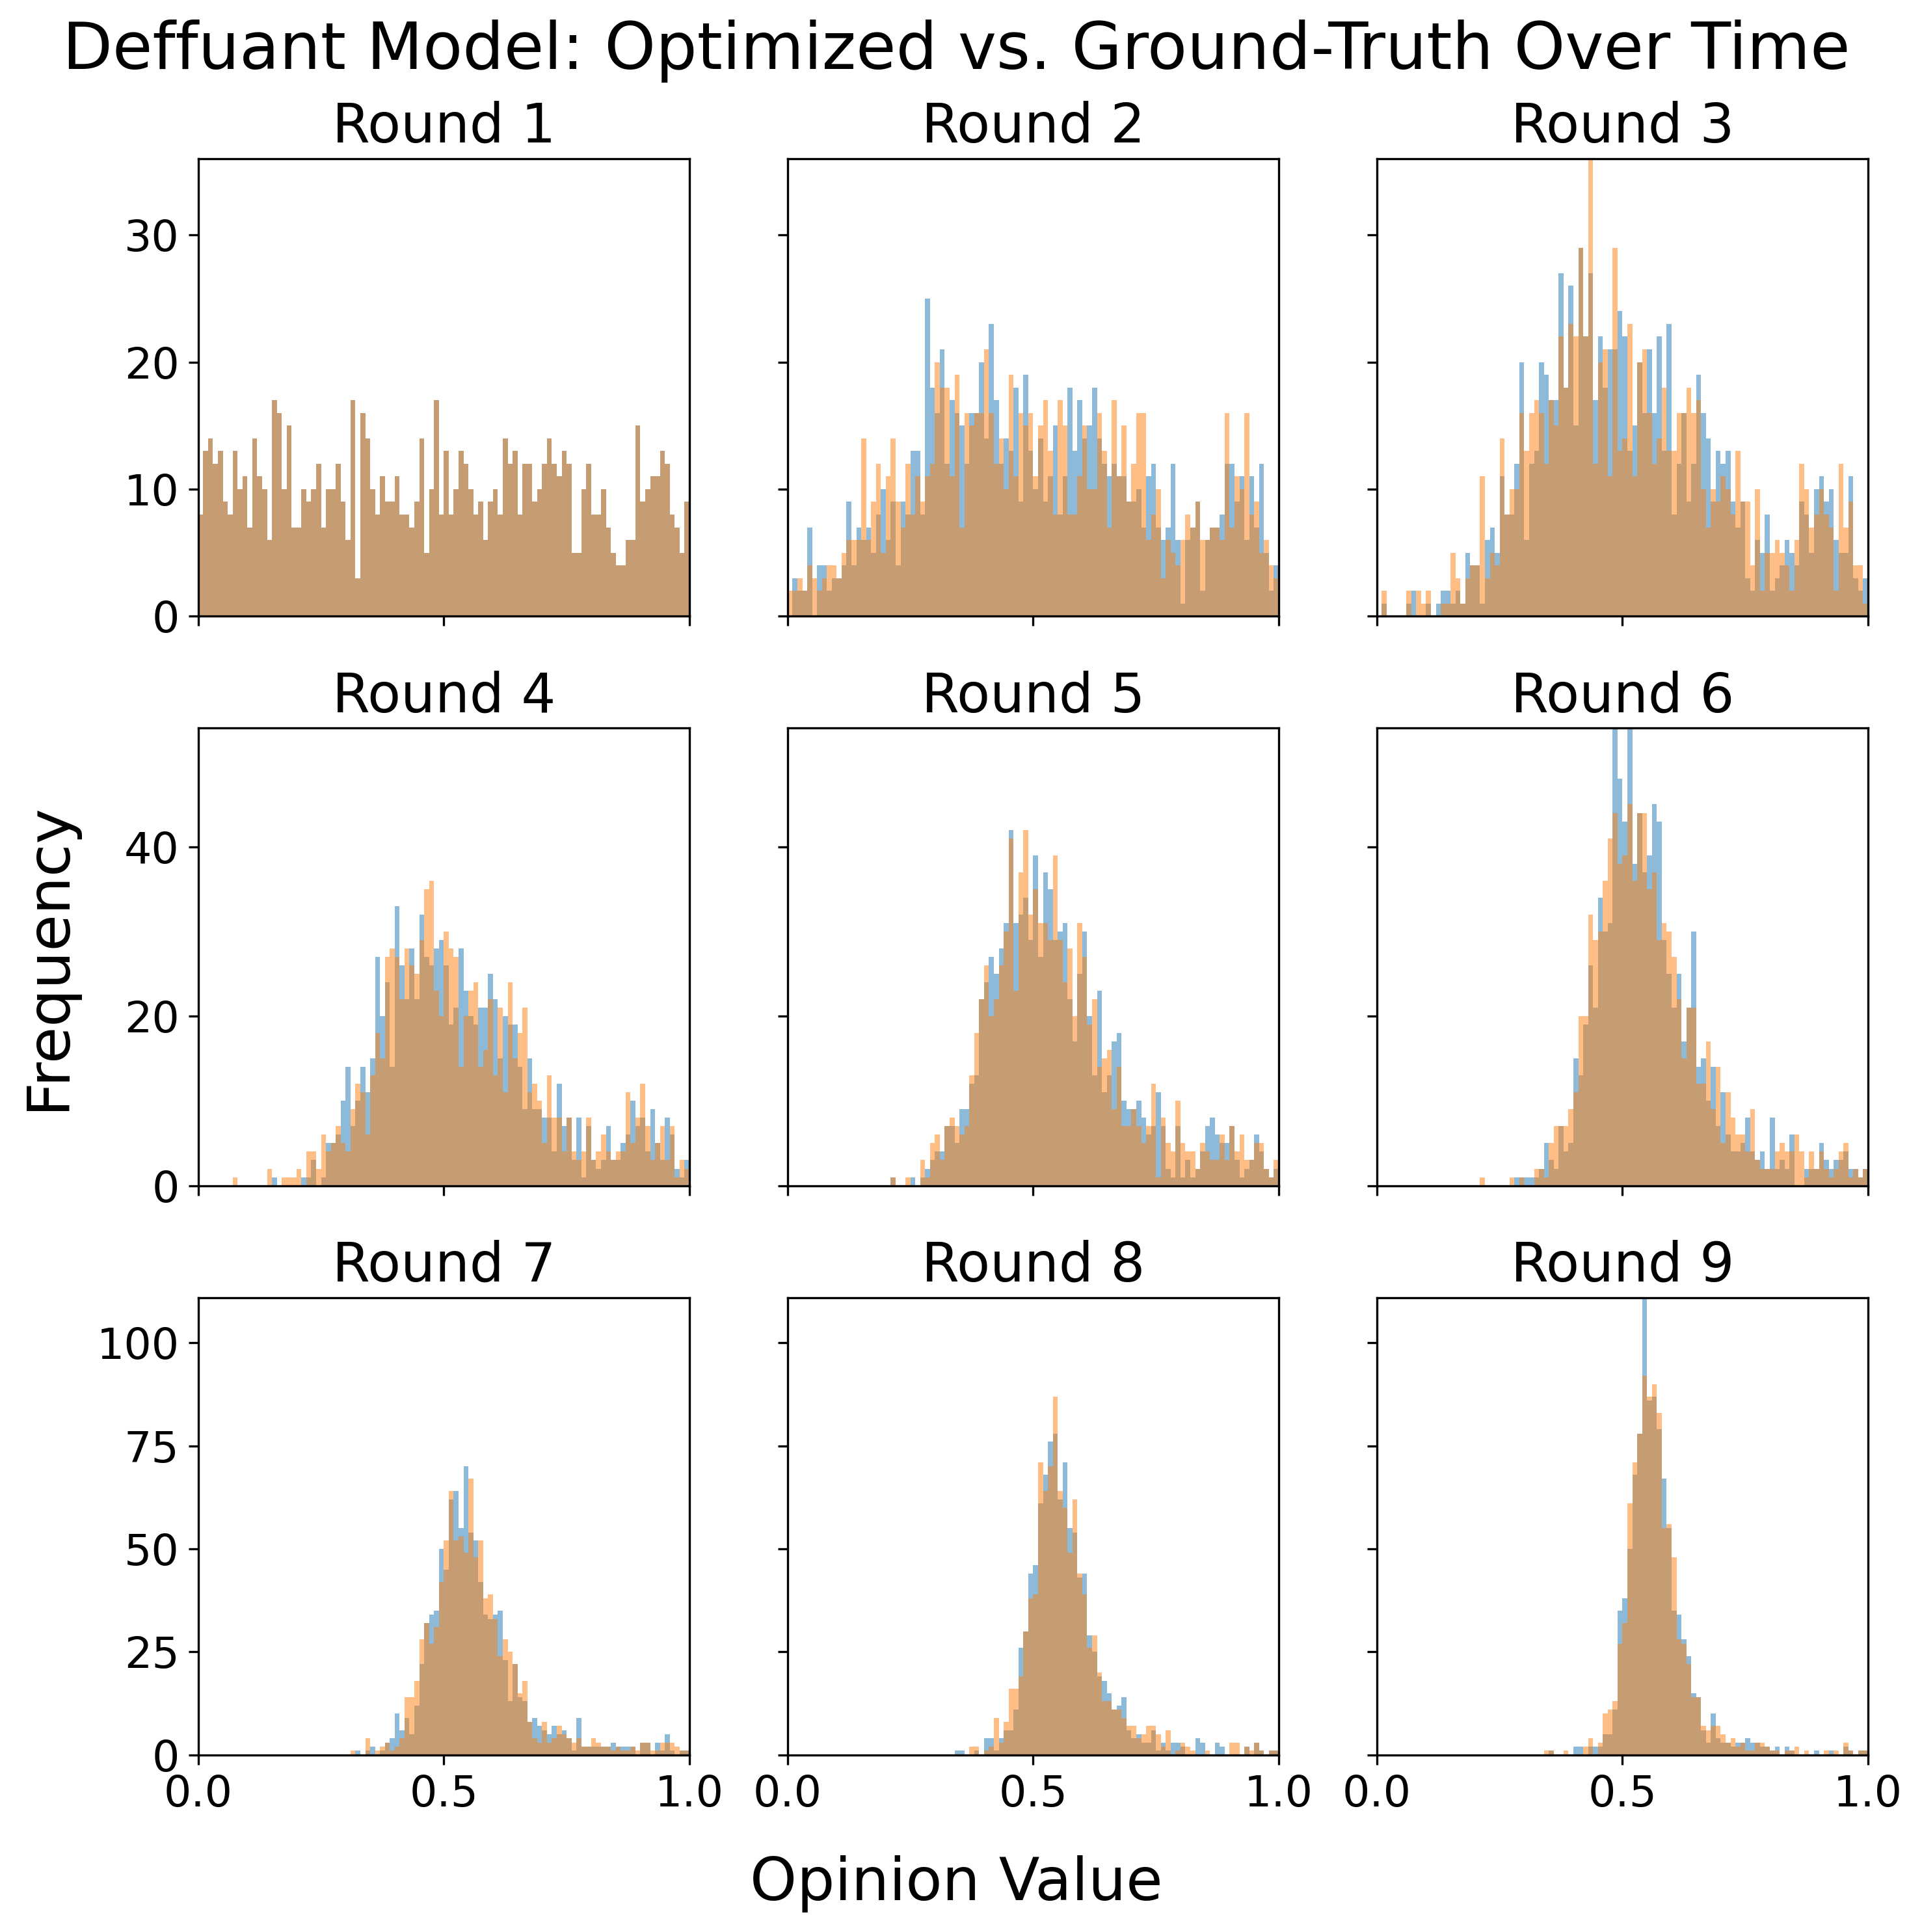 Deffuant Model: Optimized vs. Ground-Truth Over Time
Round 1
Round 2
Round 3
30
20
10
0
Round 4
Round 5
Round 6
Frequency
40
20
0
Round 7
Round 8
Round 9
100
75
50
25
0
0.0 0.5 1.0 0.0 0.5 1.0 0.0 0.5 1.0
Opinion Value